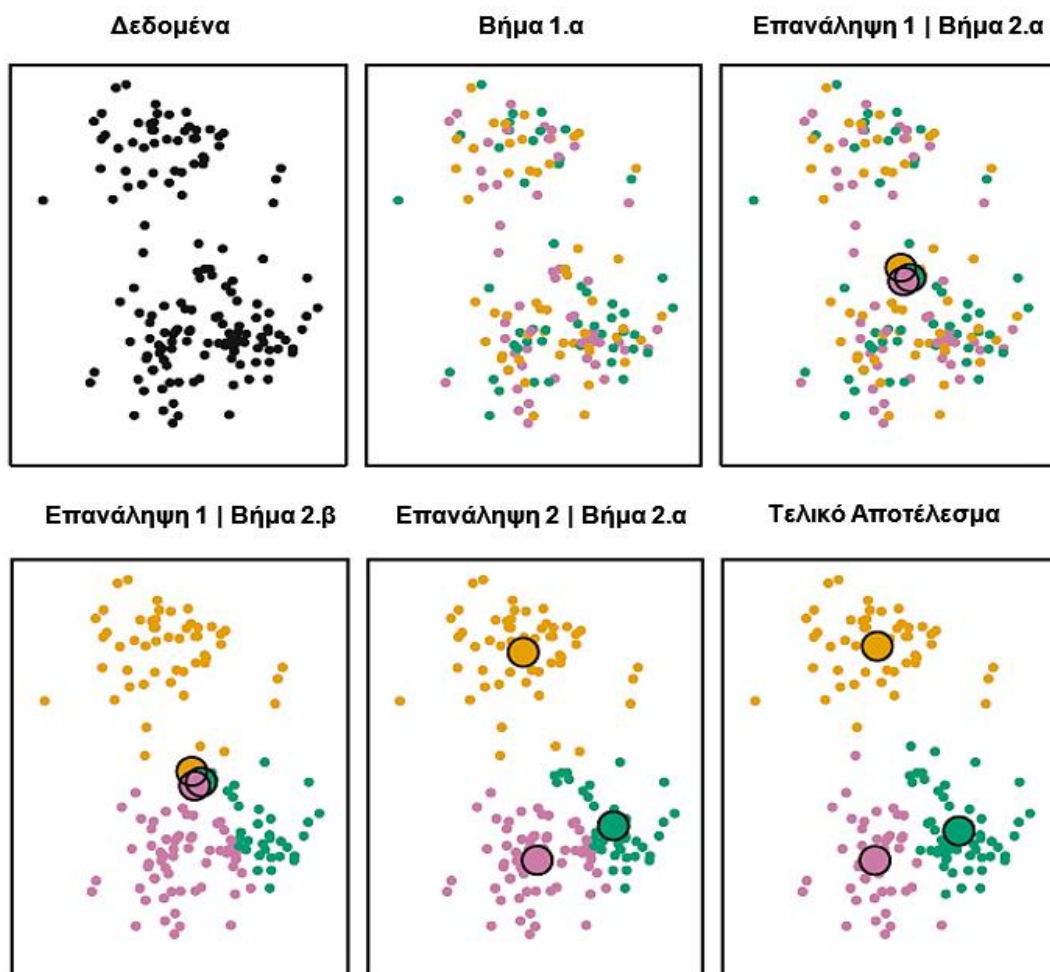 Δεδομένα
Βήμα 1.α
Επανάληψη 1 | Βήμα 2.α
Επανάληψη 1 | Βήμα 2.β
Επανάληψη 2 | Βήμα 2.α
Τελικό Αποτέλεσμα